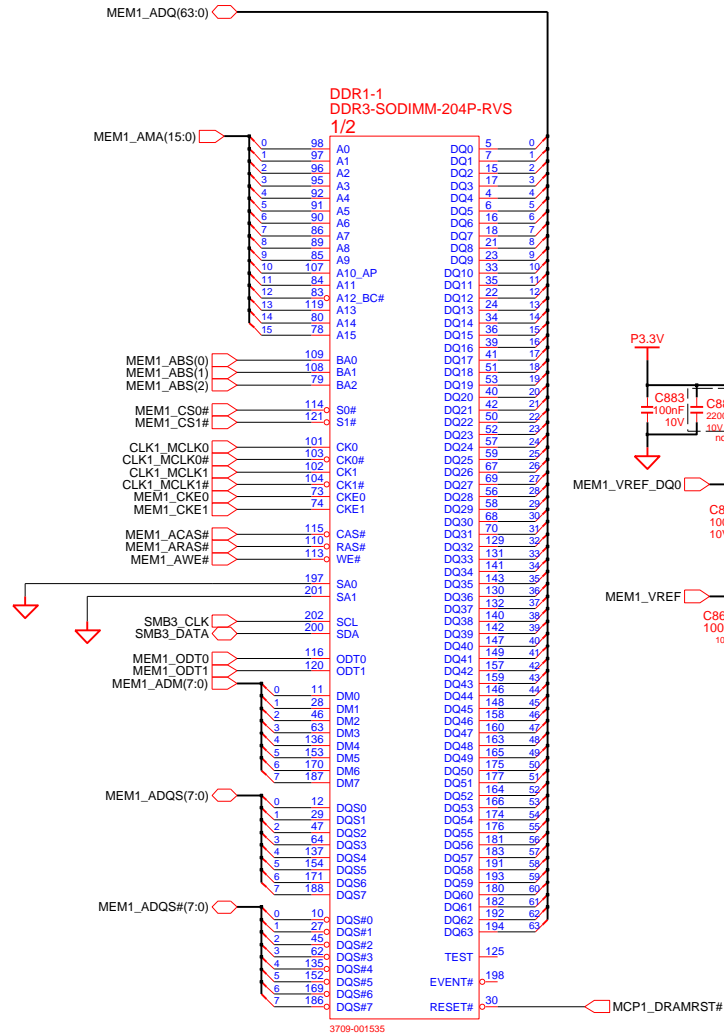 MEM1_ADQ(63:0)
DDR1-1
DDR3-SODIMM-204P-RVS
1/2
MEM1_AMA(15:0)
0 98 A0 DQ0 5 0
1 97 A1 DQ1 7 1
2 96 A2 DQ2 15 2
3 95 A3 DQ3 17 3
4 92 A4 DQ4 4 4
5 91 A5 DQ5 6 5
6 90 A6 DQ6 16 6
7 86 A7 DQ7 18 7
8 89 A8 DQ8 21 8
9 85 A9 DQ9 23 9
10 107 A10_AP DQ10 33 10
11 84 A11 DQ11 35 11
12 83 A12_BC# DQ12 22 12
13 119 A13 DQ13 24 13
14 80 A14 DQ14 34 14
15 78 A15 DQ15 36 15
DQ16 39 16
MEM1_ABS(0) 109 BA0 DQ17 41 17
MEM1_ABS(1) 108 BA1 DQ18 51 18
MEM1_ABS(2) 79 BA2 DQ19 53 19
DQ20 40 20
MEM1_CS0# 114 S0# DQ21 42 21
MEM1_CS1# 121 S1# DQ22 50 22
DQ23 52 23
CLK1_MCLK0 101 CK0 DQ24 57 24
CLK1_MCLK0# 103 CK0# DQ25 59 25
CLK1_MCLK1 102 CK1 DQ26 67 26
CLK1_MCLK1# 104 CK1# DQ27 69 27
MEM1_CKE0 73 CKE0 DQ28 56 28
MEM1_CKE1 74 CKE1 DQ29 58 29
DQ30 68 30
MEM1_ACAS# 115 CAS# DQ31 70 31
MEM1_ARAS# 110 RAS# DQ32 129 32
MEM1_AWE# 113 WE# DQ33 131 33
DQ34 141 34
197 SA0 DQ35 143 35
201 SA1 DQ36 130 36
DQ37 132 37
SMB3_CLK 202 SCL DQ38 140 38
SMB3_DATA 200 SDA DQ39 142 39
DQ40 147 40
MEM1_ODT0 116 ODT0 DQ41 149 41
MEM1_ODT1 120 ODT1 DQ42 157 42
MEM1_ADM(7:0) DQ43 159 43
0 11 DM0 DQ44 146 44
1 28 DM1 DQ45 148 45
2 46 DM2 DQ46 158 46
3 63 DM3 DQ47 160 47
4 136 DM4 DQ48 163 48
5 153 DM5 DQ49 165 49
6 170 DM6 DQ50 175 50
7 187 DM7 DQ51 177 51
DQ52 164 52
MEM1_ADQS(7:0)
0 12 DQS0 DQ53 166 53
1 29 DQS1 DQ54 174 54
2 47 DQS2 DQ55 176 55
3 64 DQS3 DQ56 181 56
4 137 DQS4 DQ57 183 57
5 154 DQS5 DQ58 191 58
6 171 DQS6 DQ59 193 59
7 188 DQS7 DQ60 180 60
DQ61 182 61
MEM1_ADQS#(7:0)
0 10 DQS#0 DQ62 192 62
1 27 DQS#1 DQ63 194 63
2 45 DQS#2
3 62 DQS#3 TEST 125
4 135 DQS#4
5 152 DQS#5 EVENT# 198
6 169 DQS#6
7 186 DQS#7 RESET# 30 MCP1_DRAMRST#
3709-001535
P3.3V
C883
100nF
10V
MEM1_VREF_DQ0
MEM1_VREF